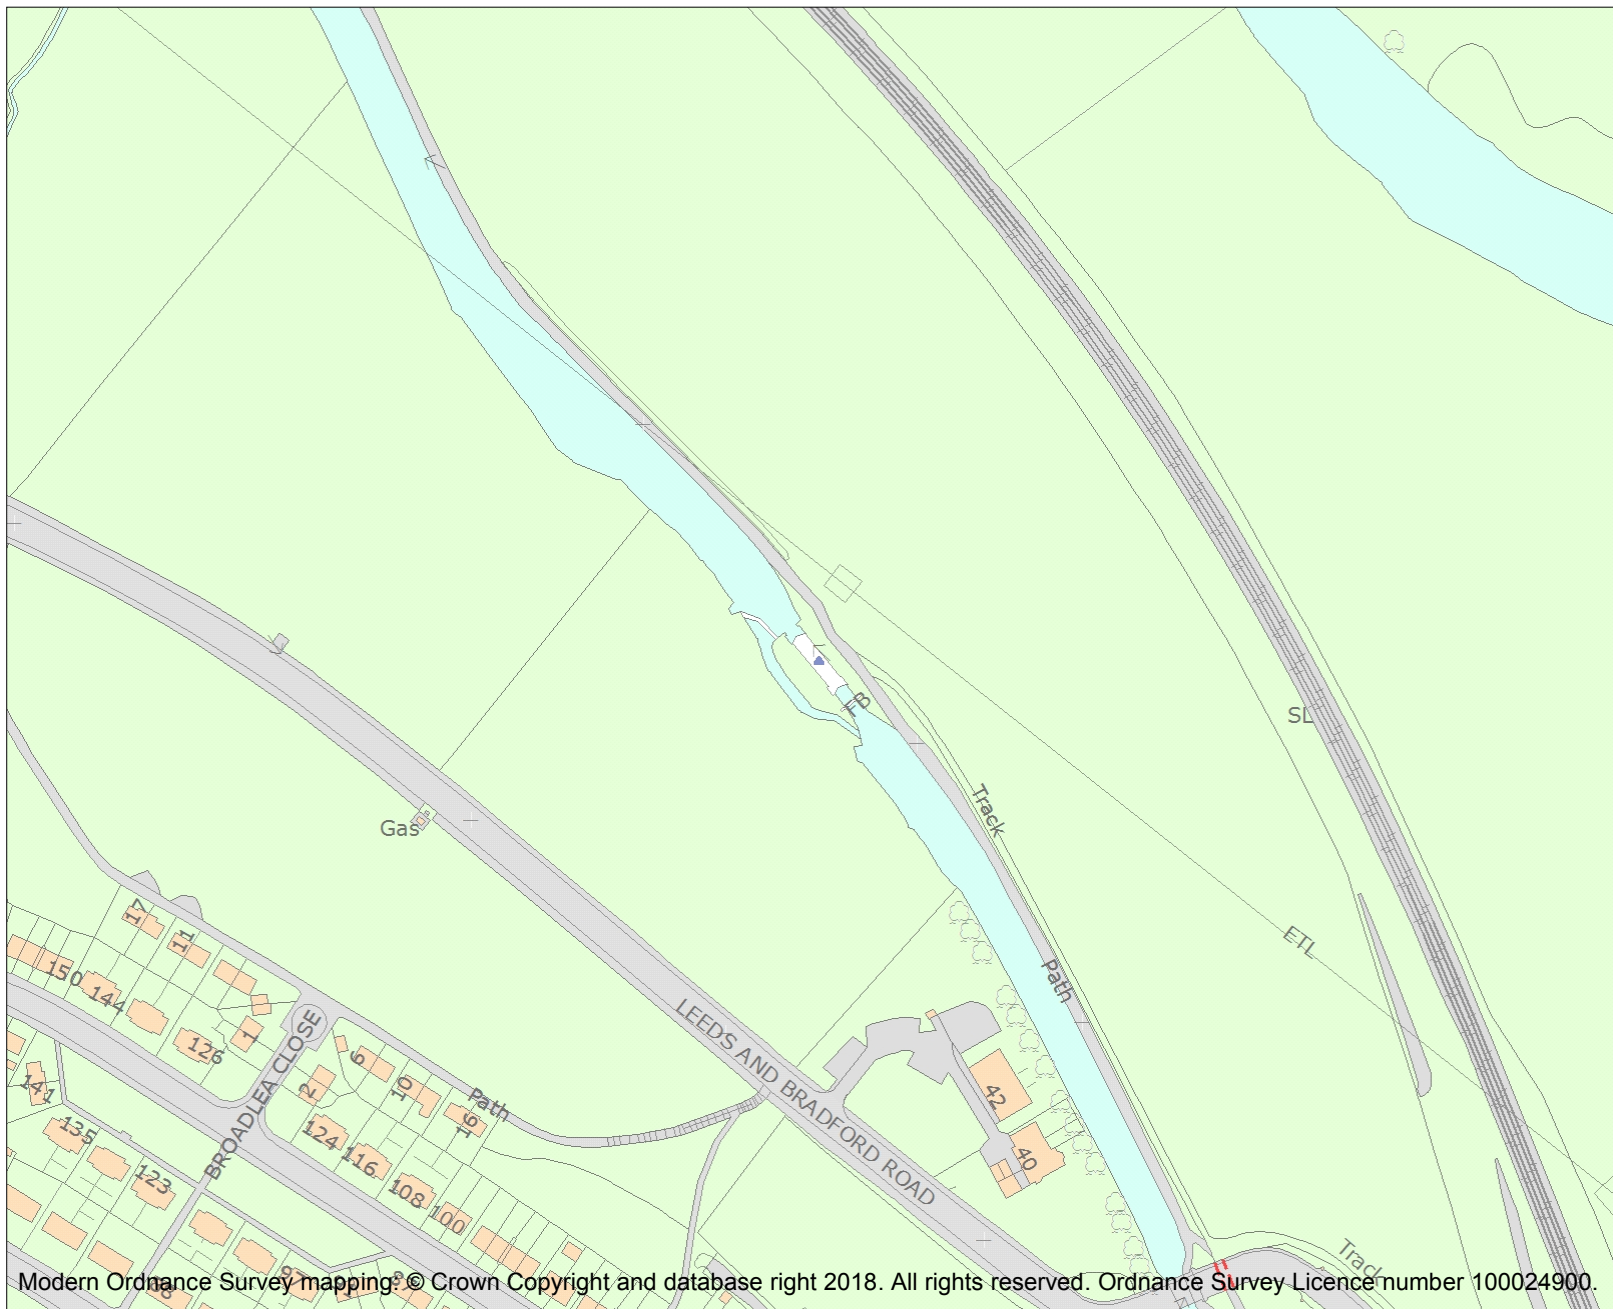 FB
SL
Track
Gas
ETL
17
11
150
144
126
1
LEEDS AND BRADFORD ROAD
Path
BROADLEA CLOSE
6
2
10
16
Path
42
40
141
135
123
124
116
108
100
Track
97
98
Modern Ordnance Survey mapping: © Crown Copyright and database right 2018. All rights reserved. Ordnance Survey Licence number 100024900.